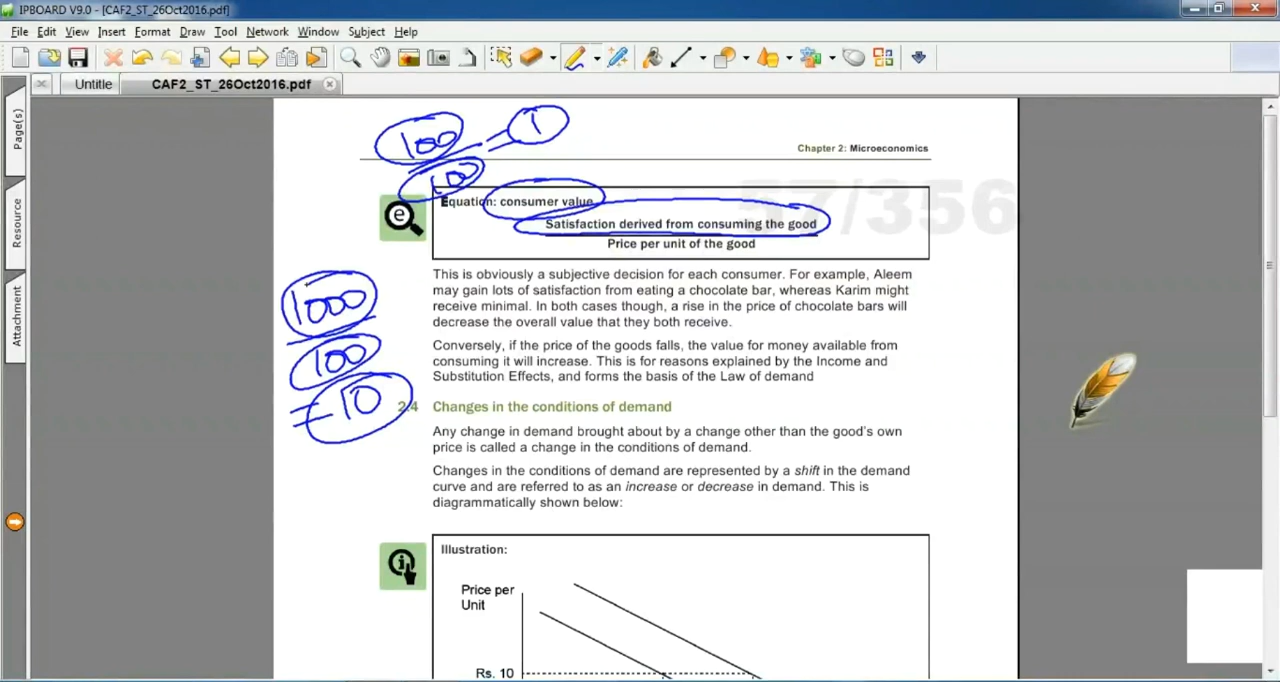 IPBOARD V9.0 - [CAF2_ST_26Oct2016.pdf]
File Edit View Insert Format Draw Tool Network Window Subject Help
Untitle CAF2_ST_26Oct2016.pdf
Page(s)
Resource
Attachment
100
100
= 1
Chapter 2: Microeconomics
57/356
e
Equation: consumer value
Satisfaction derived from consuming the good
Price per unit of the good
This is obviously a subjective decision for each consumer. For example, Aleem
may gain lots of satisfaction from eating a chocolate bar, whereas Karim might
receive minimal. In both cases though, a rise in the price of chocolate bars will
decrease the overall value that they both receive.
1000
100
= 10
Conversely, if the price of the goods falls, the value for money available from
consuming it will increase. This is for reasons explained by the Income and
Substitution Effects, and forms the basis of the Law of demand
2.4 Changes in the conditions of demand
Any change in demand brought about by a change other than the good's own
price is called a change in the conditions of demand.
Changes in the conditions of demand are represented by a shift in the demand
curve and are referred to as an increase or decrease in demand. This is
diagrammatically shown below:
i
Illustration:
Price per
Unit
Rs. 10